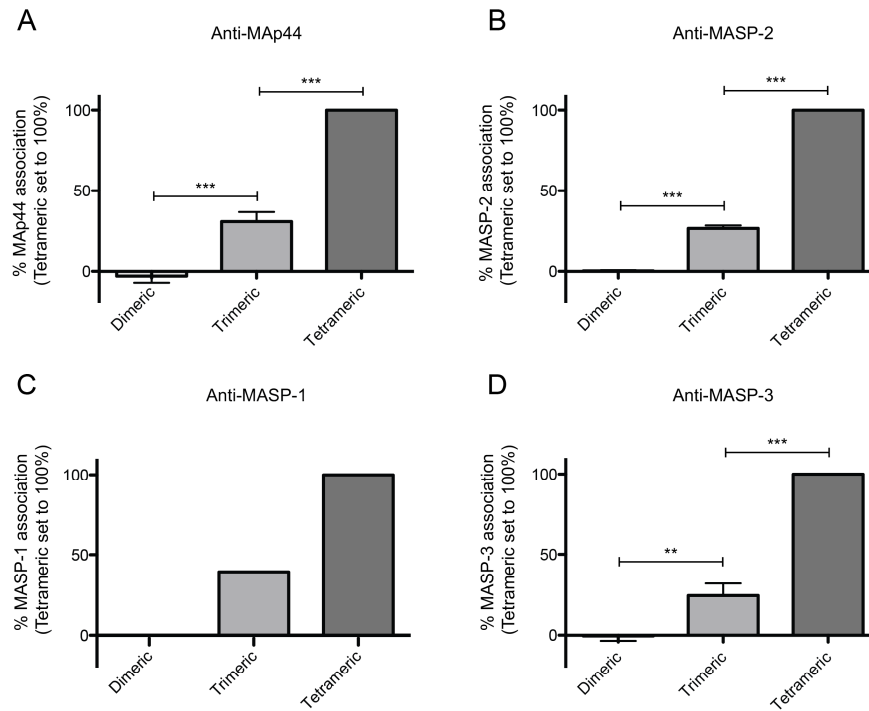 A
Anti-MAp44
% MAp44 association
(Tetrameric set to 100%)
100
50
0
***
***
Dimeric
Trimeric
Tetrameric
B
Anti-MASP-2
% MASP-2 association
(Tetrameric set to 100%)
100
50
0
***
***
Dimeric
Trimeric
Tetrameric
C
Anti-MASP-1
% MASP-1 association
(Tetrameric set to 100%)
100
50
0
Dimeric
Trimeric
Tetrameric
D
Anti-MASP-3
% MASP-3 association
(Tetrameric set to 100%)
100
50
0
***
**
Dimeric
Trimeric
Tetrameric